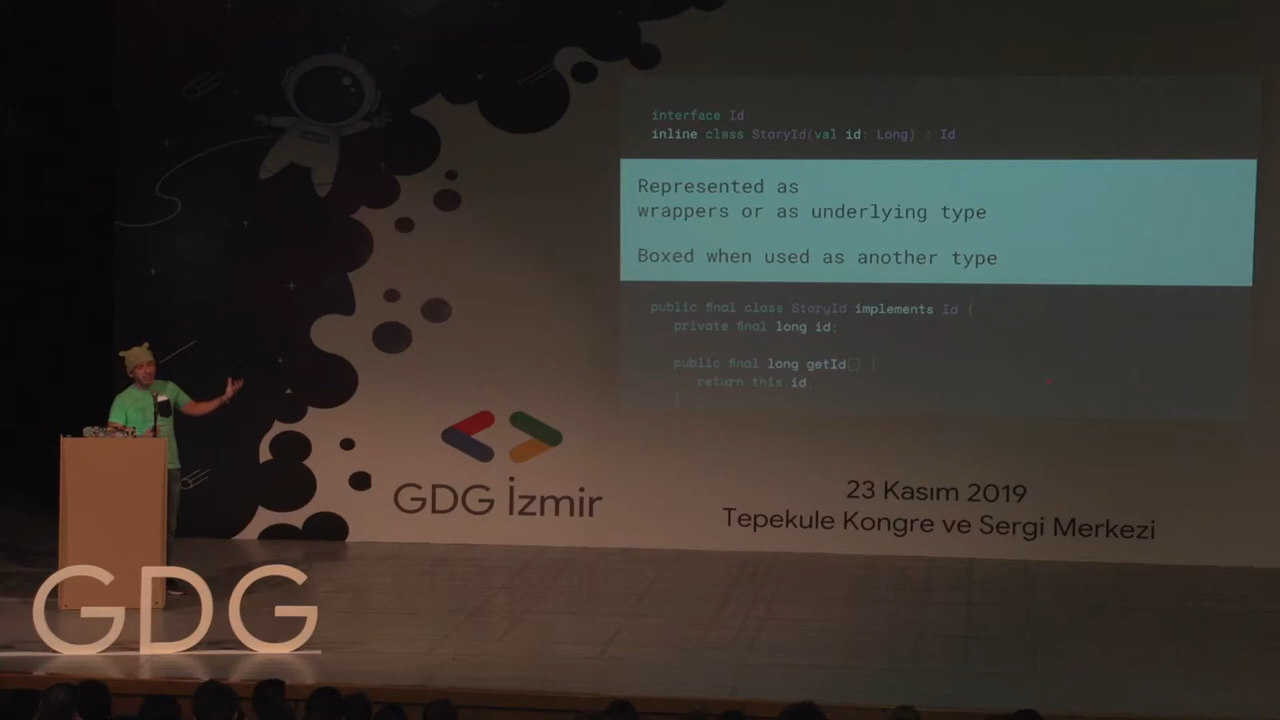 interface Id
inline class StoryId(val id: Long) : Id
Represented as
wrappers or as underlying type
Boxed when used as another type
public final class StoryId implements Id {
private final long id;
public final long getId() {
return this.id;
}
GDG İzmir
23 Kasım 2019
Tepekule Kongre ve Sergi Merkezi
GDG